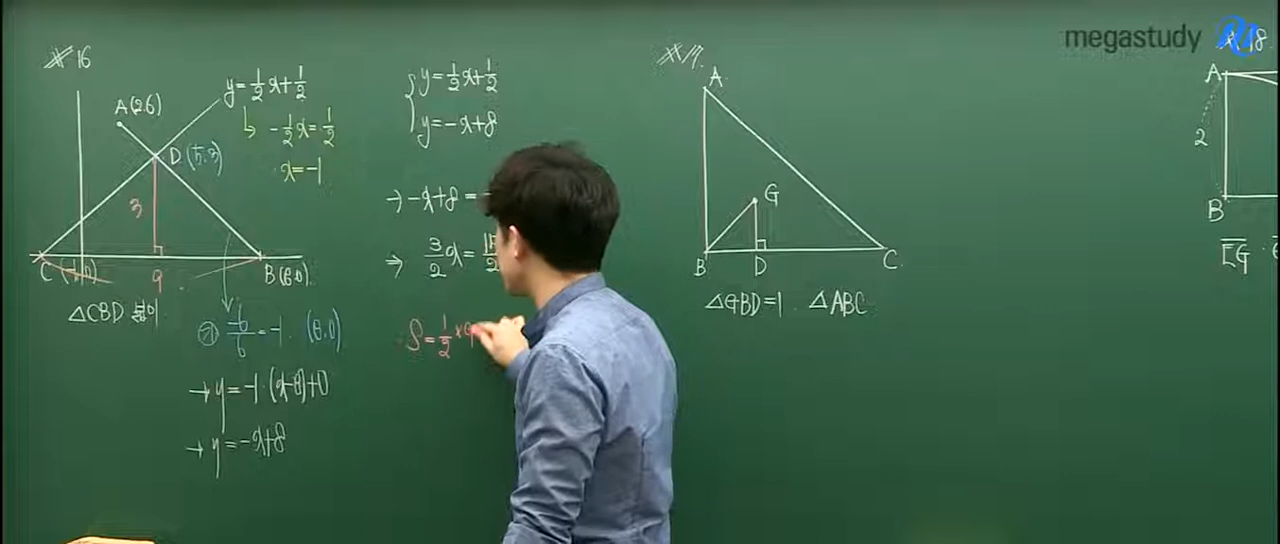 megastudy
16
A(2.6)
y=1/2x+1/2
-1/2x=1/2
x=-1
D (5.3)
3
9
B(8.0)
△CBD 넓이
-6/6=-1. (8.0)
→ y=-1.(x-8)+0
→ y=-x+8
y=1/2x+1/2
y=-x+8
→ -x+8=
⇒ 3/2x=
S=1/2×9
17.
A
G
B
D
C
△GBD=1. △ABC
18.
A
2
B
EG